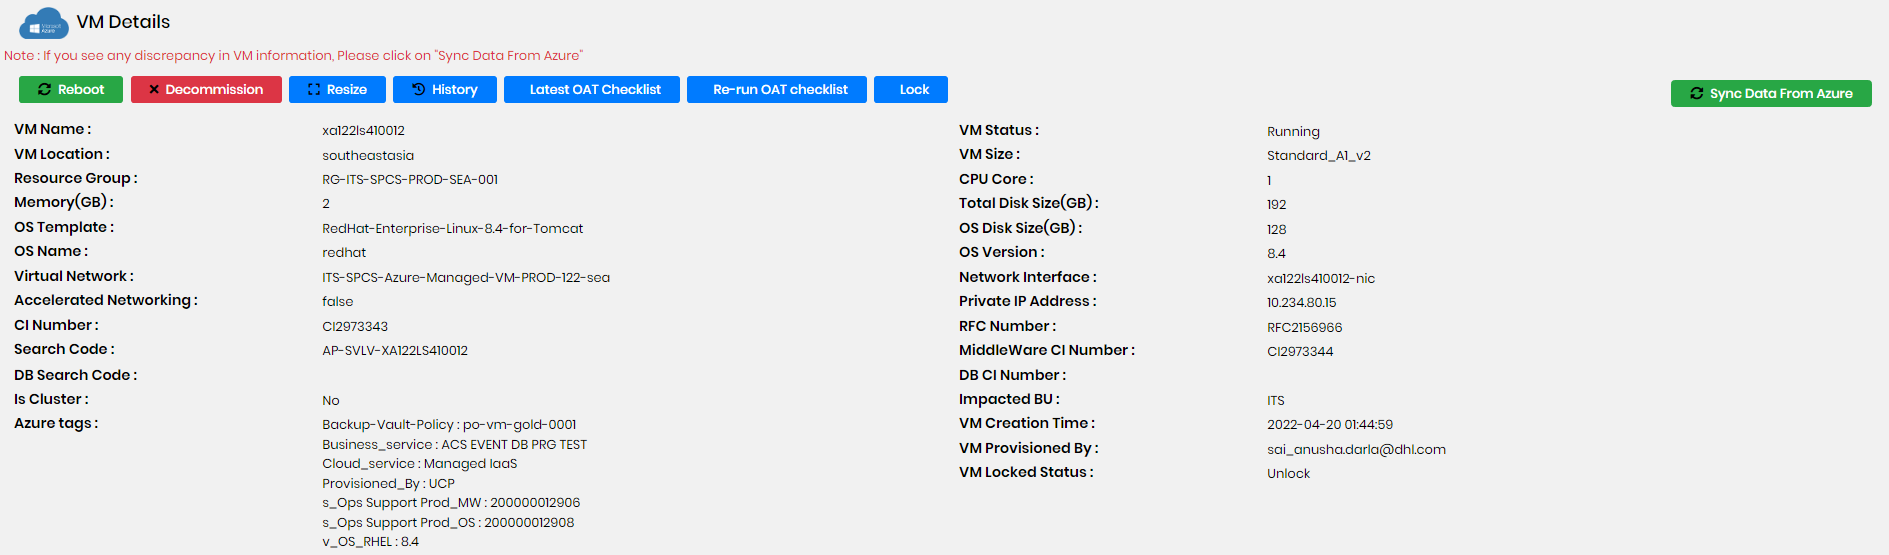 Microsoft
Azure
VM Details
Note : If you see any discrepancy in VM information, Please click on "Sync Data From Azure"
Reboot Decommission Resize History Latest OAT Checklist Re-run OAT checklist Lock Sync Data From Azure
VM Name : xa122ls410012 VM Status : Running
VM Location : southeastasia VM Size : Standard_A1_v2
Resource Group : RG-ITS-SPCS-PROD-SEA-001 CPU Core : 1
Memory(GB) : 2 Total Disk Size(GB) : 192
OS Template : RedHat-Enterprise-Linux-8.4-for-Tomcat OS Disk Size(GB) : 128
OS Name : redhat OS Version : 8.4
Virtual Network : ITS-SPCS-Azure-Managed-VM-PROD-122-sea Network Interface : xa122ls410012-nic
Accelerated Networking : false Private IP Address : 10.234.80.15
CI Number : CI2973343 RFC Number : RFC2156966
Search Code : AP-SVLV-XA122LS410012 MiddleWare CI Number : CI2973344
DB Search Code : DB CI Number :
Is Cluster : No Impacted BU : ITS
Azure tags : Backup-Vault-Policy : po-vm-gold-0001 VM Creation Time : 2022-04-20 01:44:59
Business_service : ACS EVENT DB PRG TEST VM Provisioned By : sai_anusha.darla@dhl.com
Cloud_service : Managed IaaS VM Locked Status : Unlock
Provisioned_By : UCP
s_Ops Support Prod_MW : 200000012906
s_Ops Support Prod_OS : 200000012908
v_OS_RHEL : 8.4